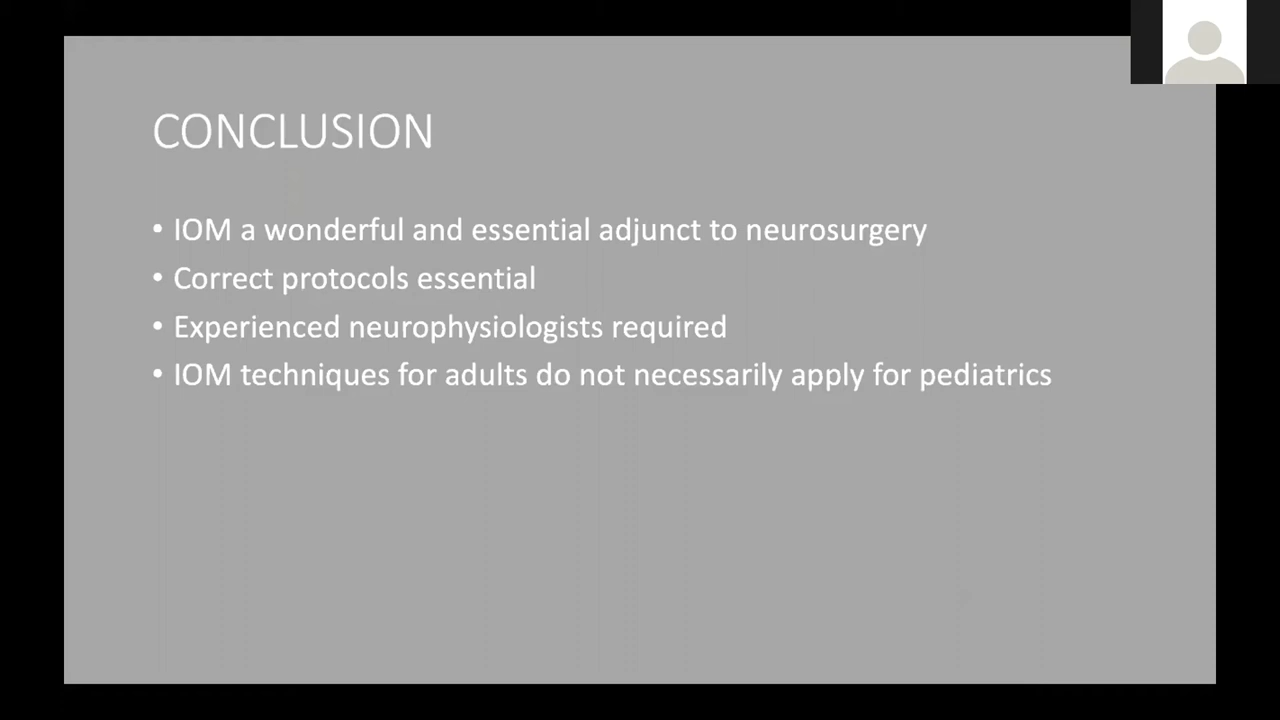 CONCLUSION
• IOM a wonderful and essential adjunct to neurosurgery
• Correct protocols essential
• Experienced neurophysiologists required
• IOM techniques for adults do not necessarily apply for pediatrics